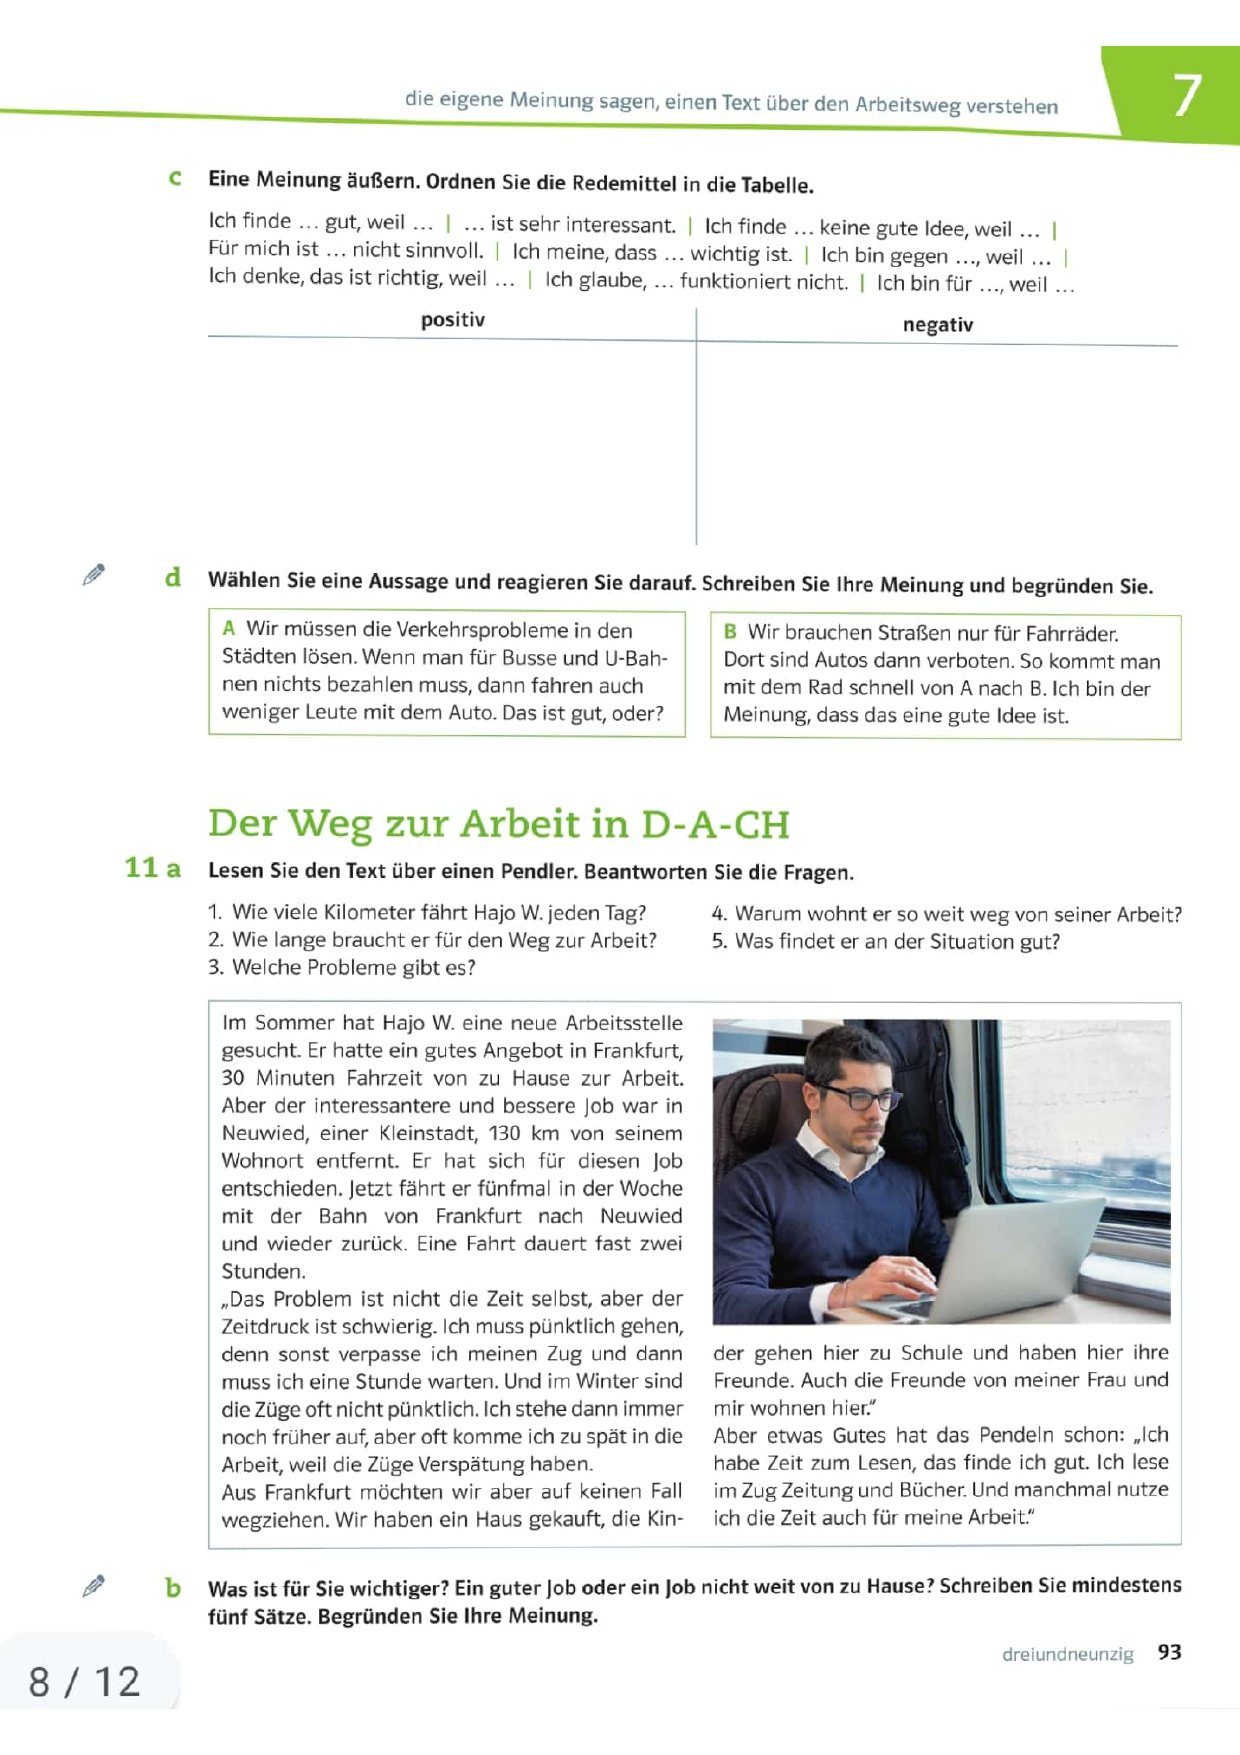 die eigene Meinung sagen, einen Text über den Arbeitsweg verstehen
7
c Eine Meinung äußern. Ordnen Sie die Redemittel in die Tabelle.
Ich finde … gut, weil … | … ist sehr interessant. | Ich finde … keine gute Idee, weil … |
Für mich ist … nicht sinnvoll. | Ich meine, dass … wichtig ist. | Ich bin gegen …, weil … |
Ich denke, das ist richtig, weil … | Ich glaube, … funktioniert nicht. | Ich bin für …, weil …
positiv
negativ
d Wählen Sie eine Aussage und reagieren Sie darauf. Schreiben Sie Ihre Meinung und begründen Sie.
A Wir müssen die Verkehrsprobleme in den
Städten lösen. Wenn man für Busse und U-Bah-
nen nichts bezahlen muss, dann fahren auch
weniger Leute mit dem Auto. Das ist gut, oder?
B Wir brauchen Straßen nur für Fahrräder.
Dort sind Autos dann verboten. So kommt man
mit dem Rad schnell von A nach B. Ich bin der
Meinung, dass das eine gute Idee ist.
Der Weg zur Arbeit in D-A-CH
11 a Lesen Sie den Text über einen Pendler. Beantworten Sie die Fragen.
1. Wie viele Kilometer fährt Hajo W. jeden Tag?
2. Wie lange braucht er für den Weg zur Arbeit?
3. Welche Probleme gibt es?
4. Warum wohnt er so weit weg von seiner Arbeit?
5. Was findet er an der Situation gut?
Im Sommer hat Hajo W. eine neue Arbeitsstelle
gesucht. Er hatte ein gutes Angebot in Frankfurt,
30 Minuten Fahrzeit von zu Hause zur Arbeit.
Aber der interessantere und bessere Job war in
Neuwied, einer Kleinstadt, 130 km von seinem
Wohnort entfernt. Er hat sich für diesen Job
entschieden. Jetzt fährt er fünfmal in der Woche
mit der Bahn von Frankfurt nach Neuwied
und wieder zurück. Eine Fahrt dauert fast zwei
Stunden.
„Das Problem ist nicht die Zeit selbst, aber der
Zeitdruck ist schwierig. Ich muss pünktlich gehen,
denn sonst verpasse ich meinen Zug und dann
muss ich eine Stunde warten. Und im Winter sind
die Züge oft nicht pünktlich. Ich stehe dann immer
noch früher auf, aber oft komme ich zu spät in die
Arbeit, weil die Züge Verspätung haben.
Aus Frankfurt möchten wir aber auf keinen Fall
wegziehen. Wir haben ein Haus gekauft, die Kin-
der gehen hier zu Schule und haben hier ihre
Freunde. Auch die Freunde von meiner Frau und
mir wohnen hier.“
Aber etwas Gutes hat das Pendeln schon: „Ich
habe Zeit zum Lesen, das finde ich gut. Ich lese
im Zug Zeitung und Bücher. Und manchmal nutze
ich die Zeit auch für meine Arbeit.“
b Was ist für Sie wichtiger? Ein guter Job oder ein Job nicht weit von zu Hause? Schreiben Sie mindestens
fünf Sätze. Begründen Sie Ihre Meinung.
dreiundneunzig 93
8 / 12